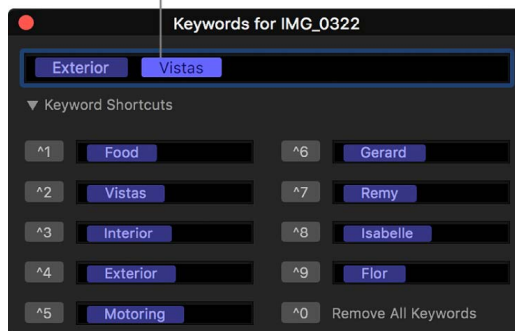 Keywords for IMG_0322
Exterior Vistas
▼ Keyword Shortcuts
^1 Food ^6 Gerard
^2 Vistas ^7 Remy
^3 Interior ^8 Isabelle
^4 Exterior ^9 Flor
^5 Motoring ^0 Remove All Keywords